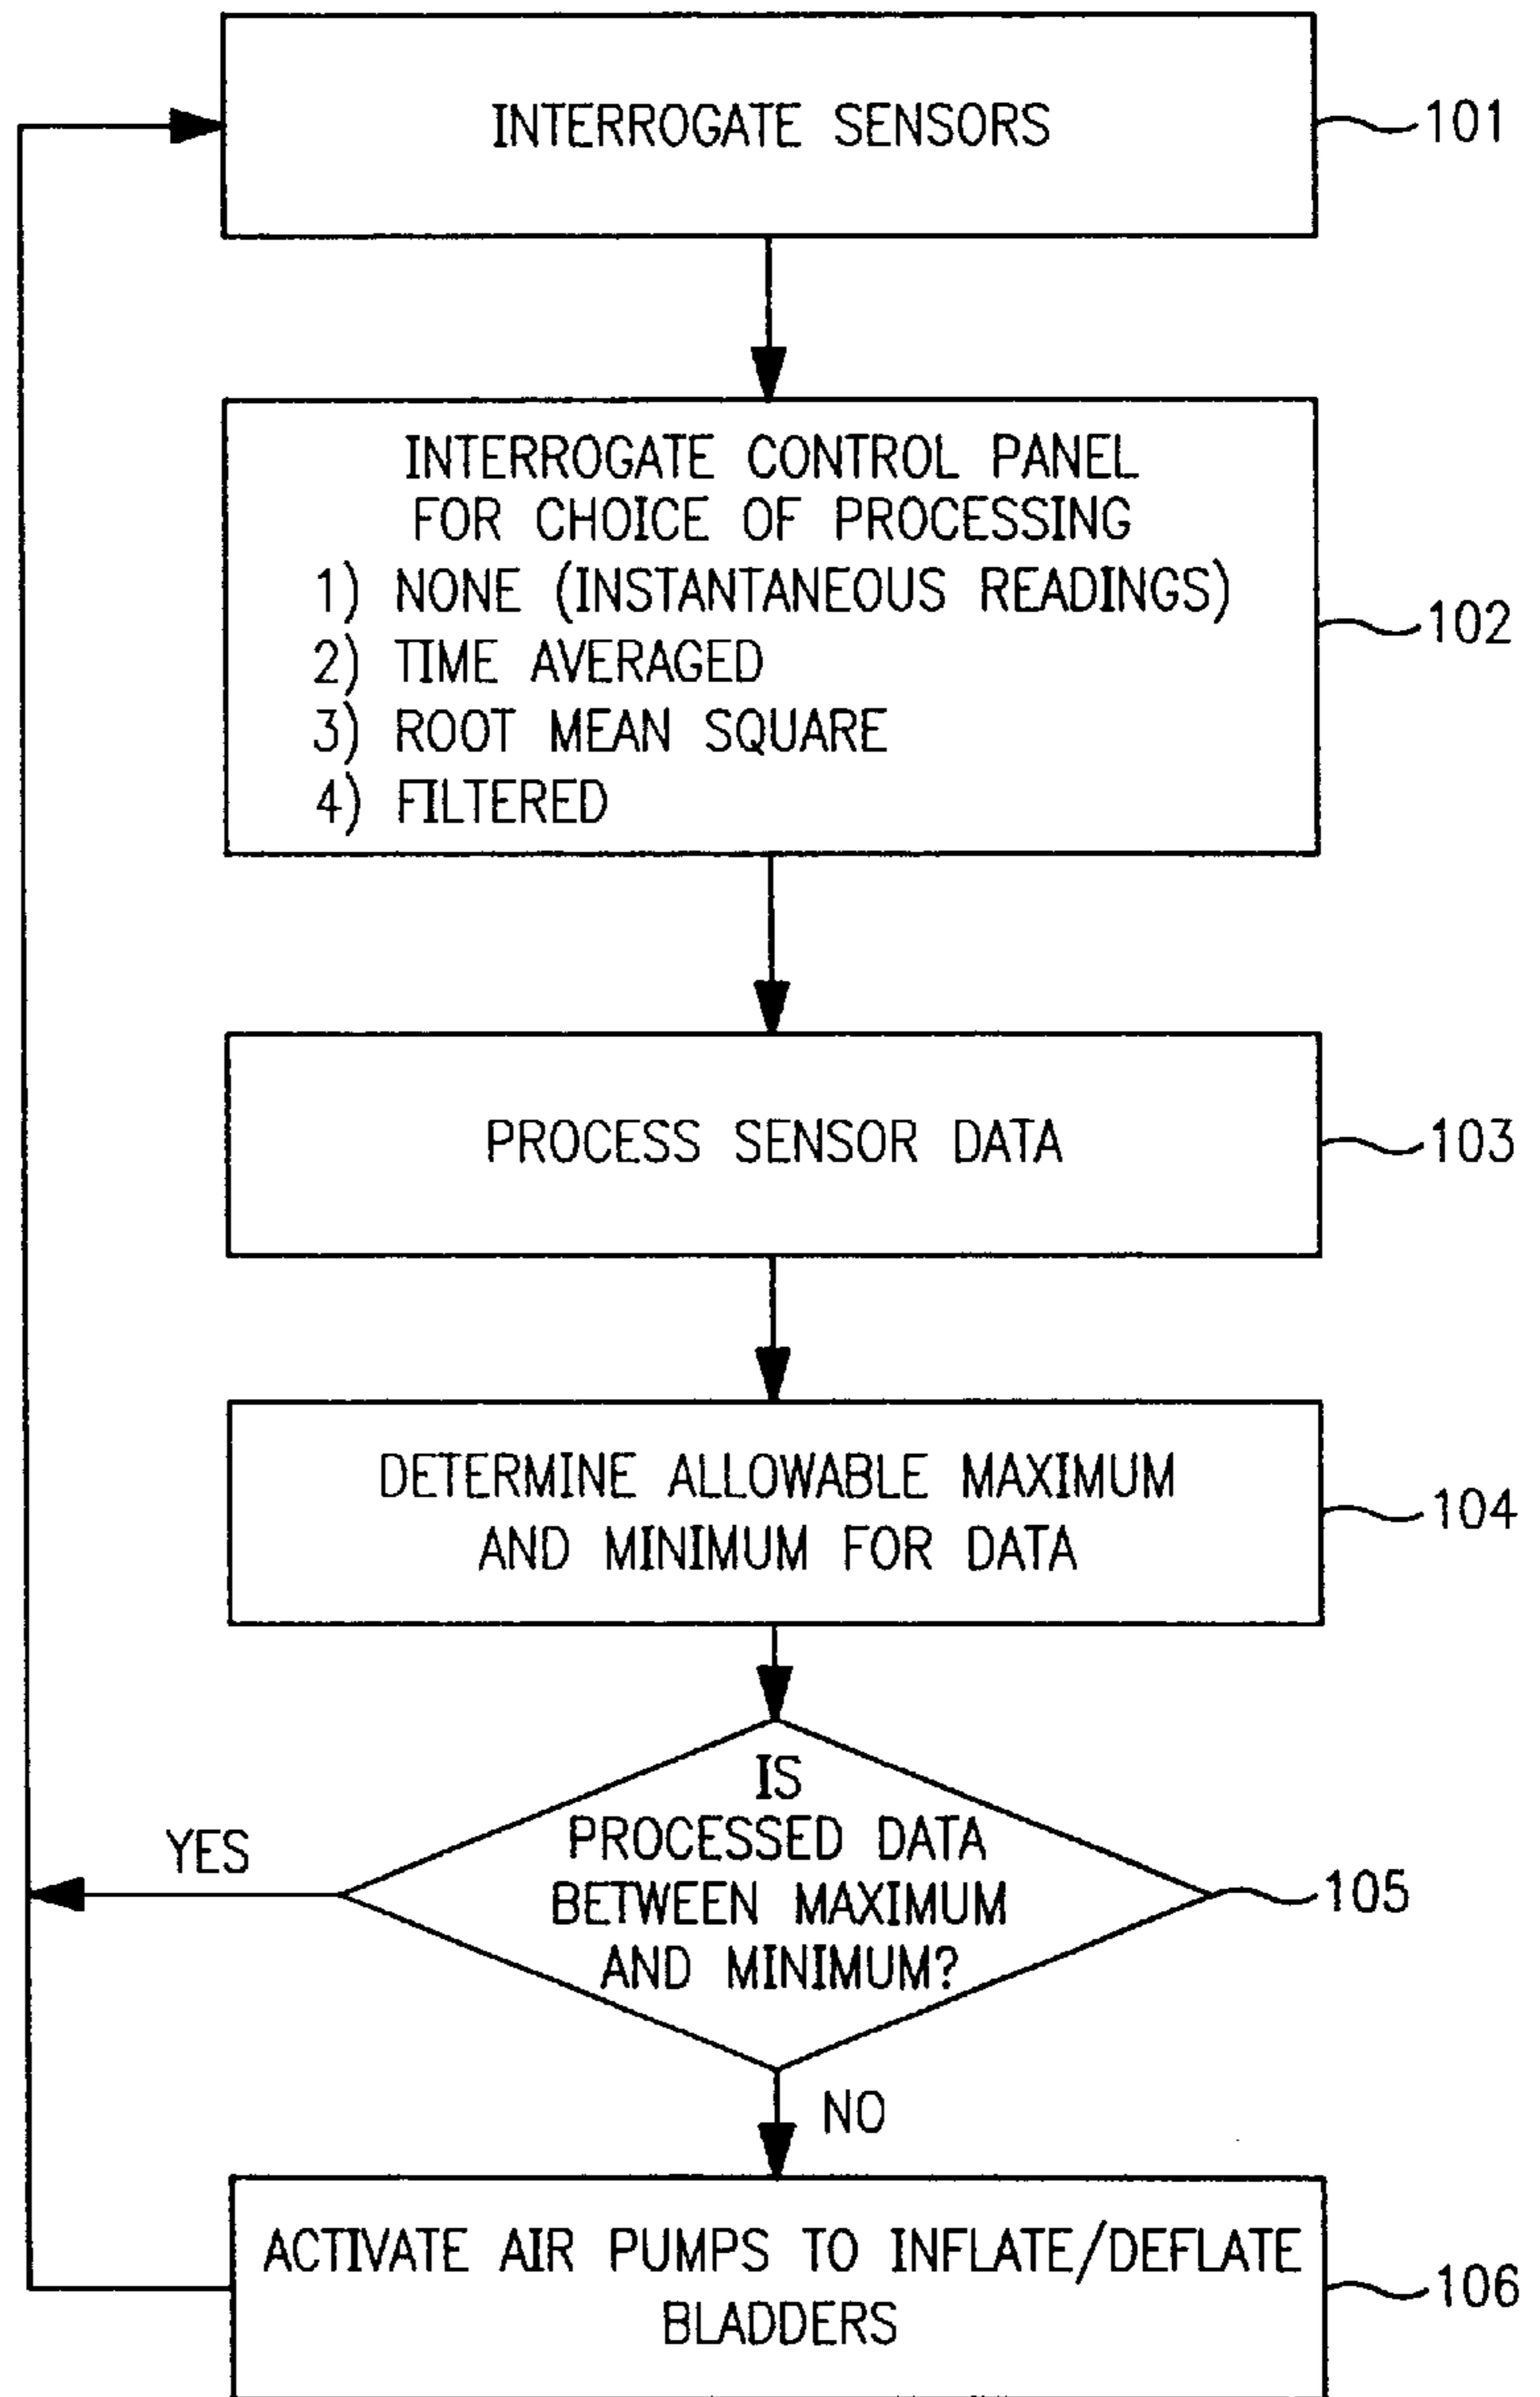 INTERROGATE SENSORS
101
INTERROGATE CONTROL PANEL
FOR CHOICE OF PROCESSING
1) NONE (INSTANTANEOUS READINGS)
2) TIME AVERAGED
3) ROOT MEAN SQUARE
4) FILTERED
102
PROCESS SENSOR DATA
103
DETERMINE ALLOWABLE MAXIMUM
AND MINIMUM FOR DATA
104
IS
PROCESSED DATA
BETWEEN MAXIMUM
AND MINIMUM?
105
YES
NO
ACTIVATE AIR PUMPS TO INFLATE/DEFLATE
BLADDERS
106